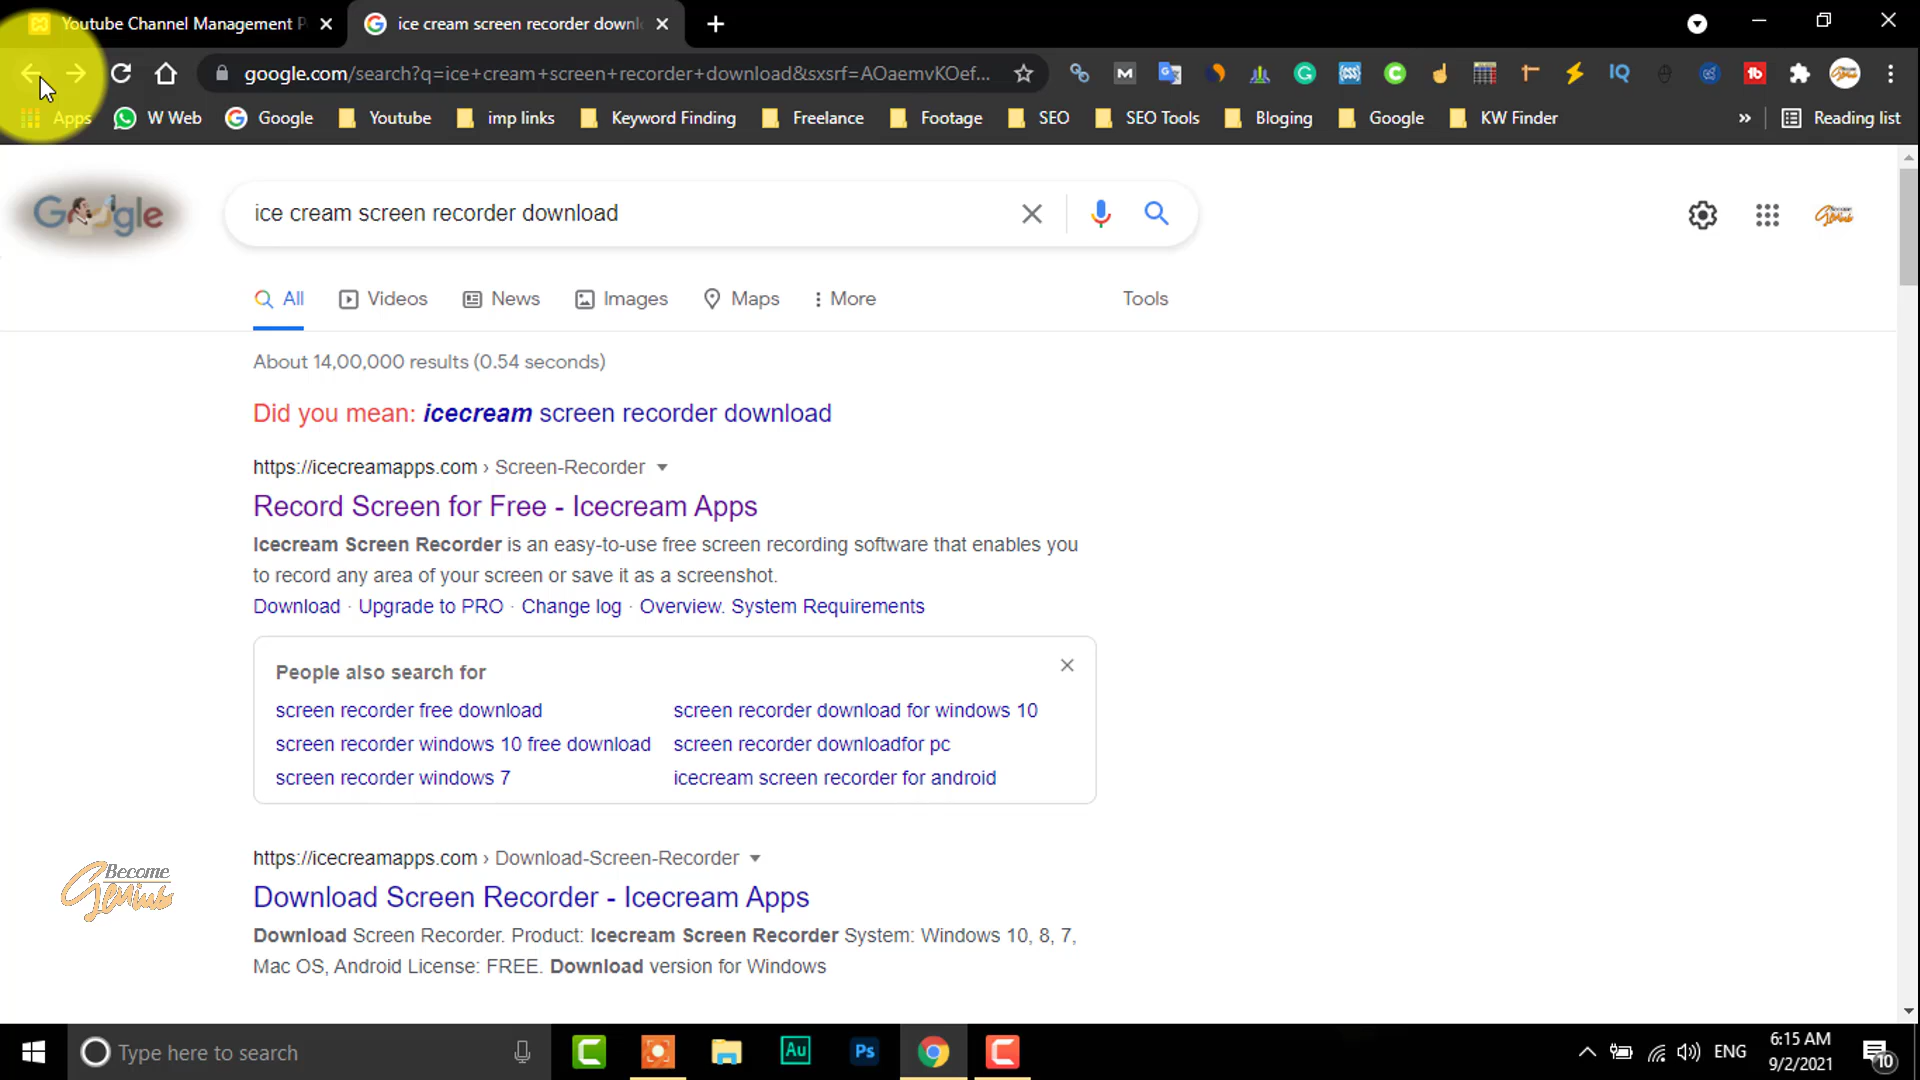 Youtube Channel Management P
ice cream screen recorder downl
google.com/search?q=ice+cream+screen+recorder+download&sxsrf=AOaemvKOef...
Apps
W Web
Google
Youtube
imp links
Keyword Finding
Freelance
Footage
SEO
SEO Tools
Bloging
Google
KW Finder
»
Reading list
Google
ice cream screen recorder download
All
Videos
News
Images
Maps
More
Tools
About 14,00,000 results (0.54 seconds)
Did you mean: icecream screen recorder download
https://icecreamapps.com › Screen-Recorder
Record Screen for Free - Icecream Apps
Icecream Screen Recorder is an easy-to-use free screen recording software that enables you
to record any area of your screen or save it as a screenshot.
Download · Upgrade to PRO · Change log · Overview. System Requirements
People also search for
screen recorder free download
screen recorder download for windows 10
screen recorder windows 10 free download
screen recorder downloadfor pc
screen recorder windows 7
icecream screen recorder for android
https://icecreamapps.com › Download-Screen-Recorder
Download Screen Recorder - Icecream Apps
Download Screen Recorder. Product: Icecream Screen Recorder System: Windows 10, 8, 7,
Mac OS, Android License: FREE. Download version for Windows
Become
Type here to search
Au
Ps
ENG
6:15 AM
9/2/2021
10